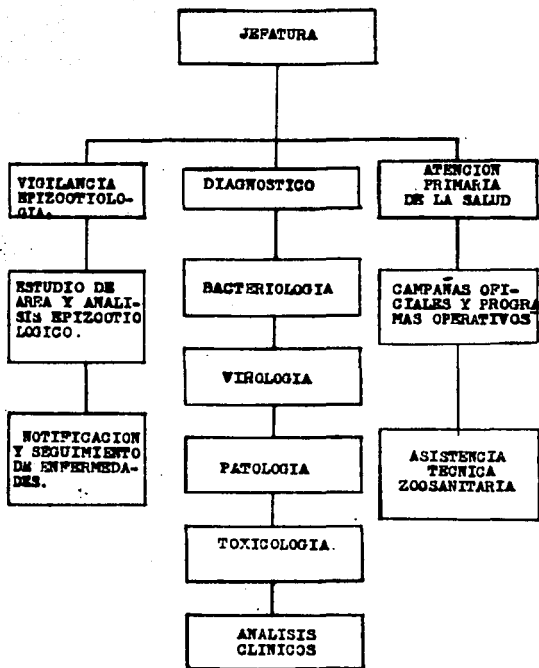 JEFATURA
VIGILANCIA
EPIZOOTIOLO-
GIA.
DIAGNOSTICO
ATENCION
PRIMARIA
DE LA SALUD
ESTUDIO DE
AREA Y ANALI-
SIS EPIZOOTIO
LOGICO.
BACTERIOLOGIA
CAMPAÑAS OFI-
CIALES Y PROGRA
MAS OPERATIVOS
VIROLOGIA
NOTIFICACION
Y SEGUIMIENTO
DE ENFERMEDA-
DES.
PATOLOGIA
ASISTENCIA
TECNICA
ZOOSANITARIA
TOXICOLOGIA.
ANALISIS
CLINICOS